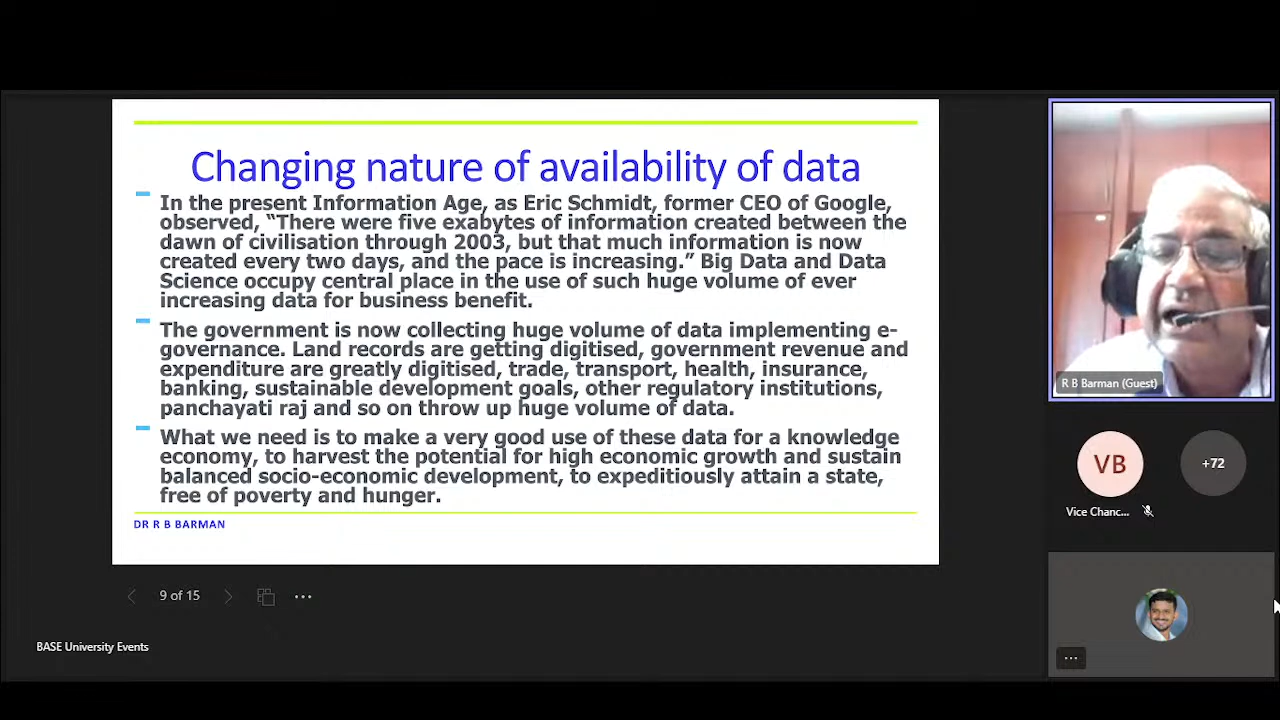 Changing nature of availability of data
In the present Information Age, as Eric Schmidt, former CEO of Google,
observed, “There were five exabytes of information created between the
dawn of civilisation through 2003, but that much information is now
created every two days, and the pace is increasing.” Big Data and Data
Science occupy central place in the use of such huge volume of ever
increasing data for business benefit.
The government is now collecting huge volume of data implementing e-
governance. Land records are getting digitised, government revenue and
expenditure are greatly digitised, trade, transport, health, insurance,
banking, sustainable development goals, other regulatory institutions,
panchayati raj and so on throw up huge volume of data.
What we need is to make a very good use of these data for a knowledge
economy, to harvest the potential for high economic growth and sustain
balanced socio-economic development, to expeditiously attain a state,
free of poverty and hunger.
DR R B BARMAN
9 of 15
BASE University Events
R B Barman (Guest)
VB
+72
Vice Chanc...